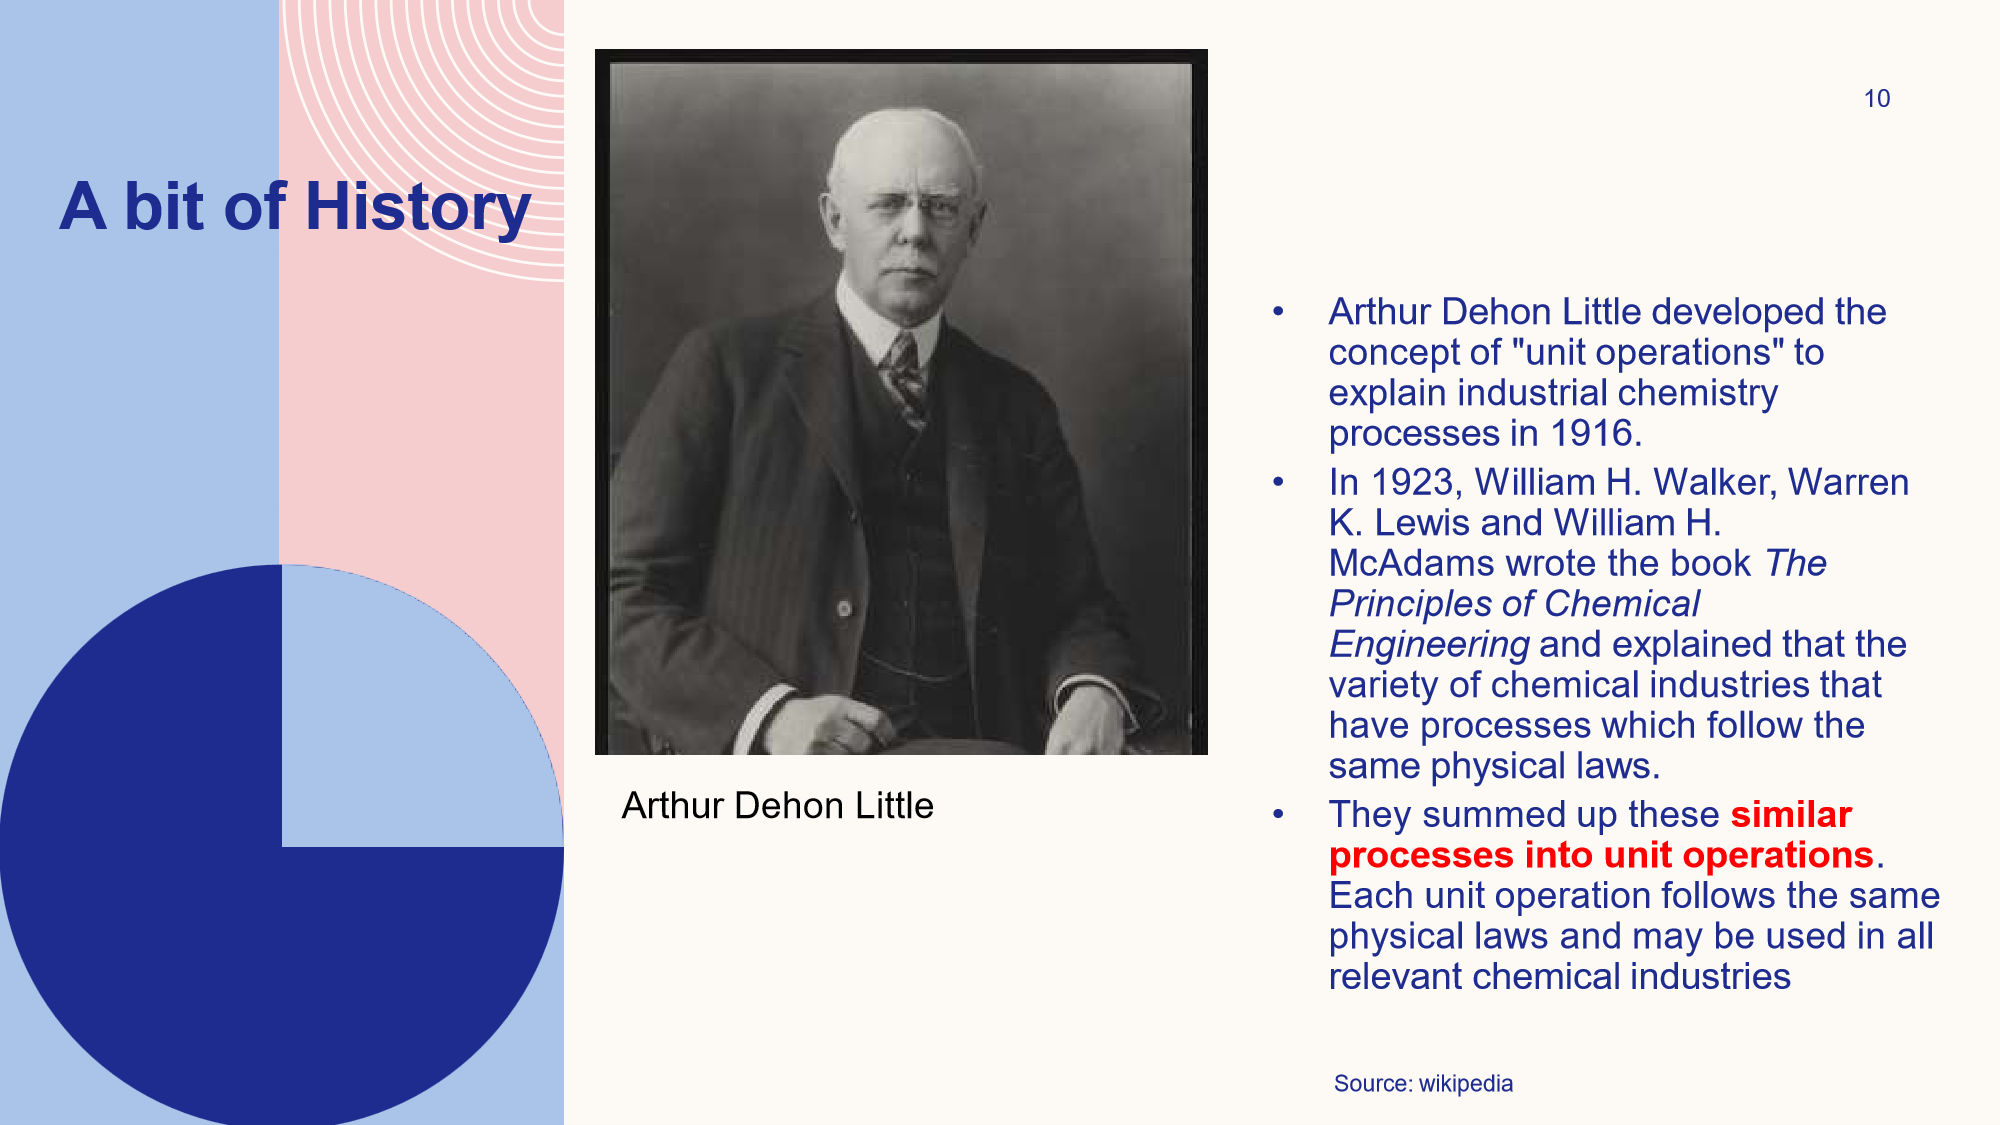 10
A bit of History
Arthur Dehon Little
• Arthur Dehon Little developed the
concept of "unit operations" to
explain industrial chemistry
processes in 1916.
• In 1923, William H. Walker, Warren
K. Lewis and William H.
McAdams wrote the book The
Principles of Chemical
Engineering and explained that the
variety of chemical industries that
have processes which follow the
same physical laws.
• They summed up these similar
processes into unit operations.
Each unit operation follows the same
physical laws and may be used in all
relevant chemical industries
Source: wikipedia